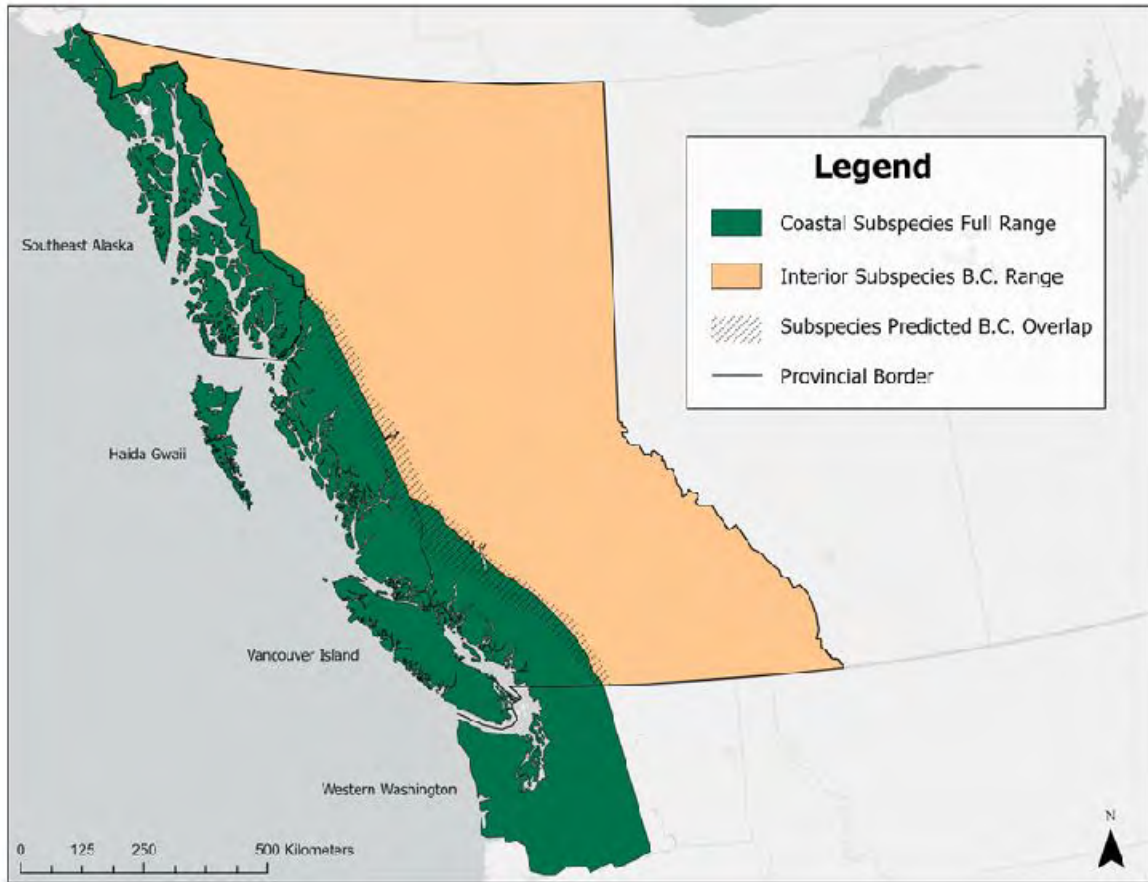 Legend
Coastal Subspecies Full Range
Interior Subspecies B.C. Range
Subspecies Predicted B.C. Overlap
Provincial Border
Southeast Alaska
Haida Gwaii
Vancouver Island
Western Washington
0 125 250 500 Kilometers
N